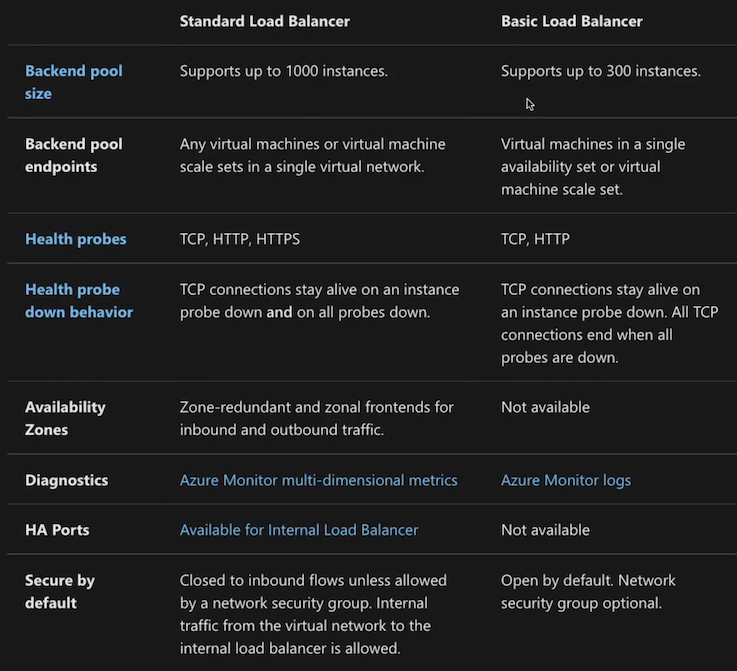 Standard Load Balancer Basic Load Balancer
Backend pool size
Supports up to 1000 instances.
Supports up to 300 instances.
Backend pool endpoints
Any virtual machines or virtual machine
scale sets in a single virtual network.
Virtual machines in a single
availability set or virtual
machine scale set.
Health probes
TCP, HTTP, HTTPS
TCP, HTTP
Health probe
down behavior
TCP connections stay alive on an instance
probe down and on all probes down.
TCP connections stay alive on
an instance probe down. All TCP
connections end when all
probes are down.
Availability
Zones
Zone-redundant and zonal frontends for
inbound and outbound traffic.
Not available
Diagnostics
Azure Monitor multi-dimensional metrics
Azure Monitor logs
HA Ports
Available for Internal Load Balancer
Not available
Secure by
default
Closed to inbound flows unless allowed
by a network security group. Internal
traffic from the virtual network to the
internal load balancer is allowed.
Open by default. Network
security group optional.